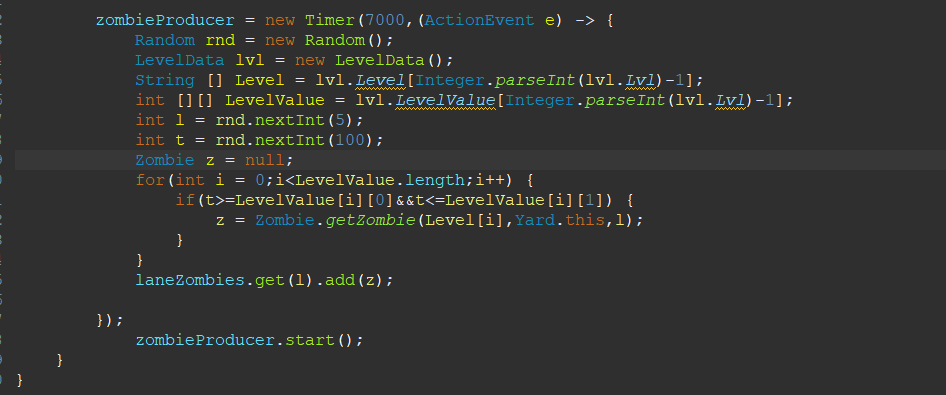 zombieProducer = new Timer(7000,(ActionEvent e) -> {
Random rnd = new Random();
LevelData lvl = new LevelData();
String [] Level = lvl.Level[Integer.parseInt(lvl.Lvl)-1];
int [][] LevelValue = lvl.LevelValue[Integer.parseInt(lvl.Lvl)-1];
int l = rnd.nextInt(5);
int t = rnd.nextInt(100);
Zombie z = null;
for(int i = 0;i<LevelValue.length;i++) {
if(t>=LevelValue[i][0]&&t<=LevelValue[i][1]) {
z = Zombie.getZombie(Level[i],Yard.this,l);
}
}
laneZombies.get(l).add(z);
});
zombieProducer.start();
}
}